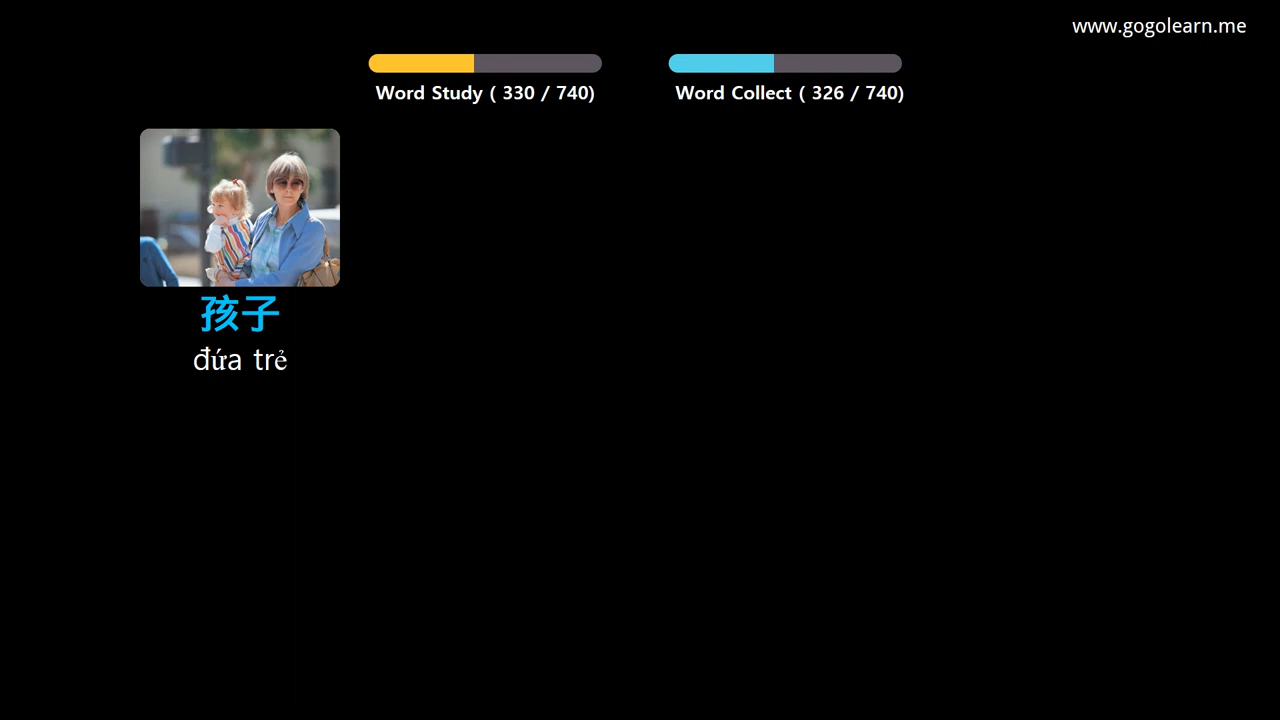 www.gogolearn.me
Word Study ( 330 / 740)
Word Collect ( 326 / 740)
孩子
đứa trẻ